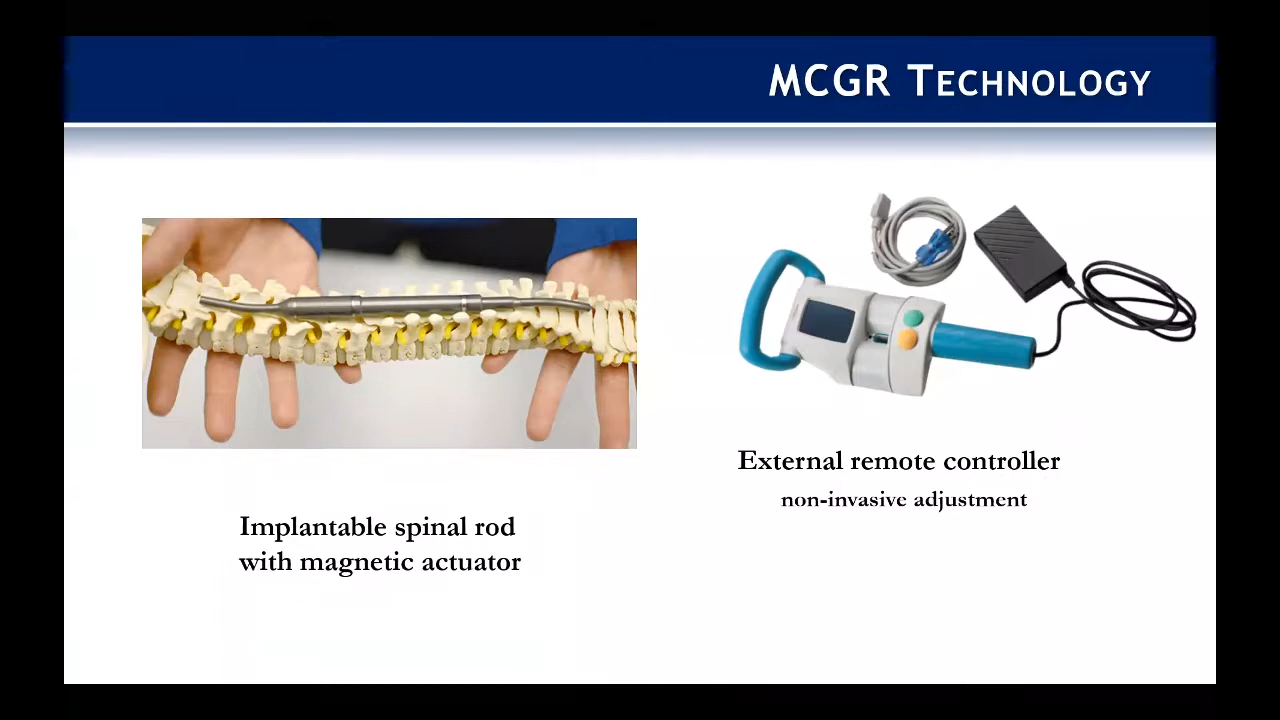 MCGR Technology
Implantable spinal rod
with magnetic actuator
External remote controller
non-invasive adjustment